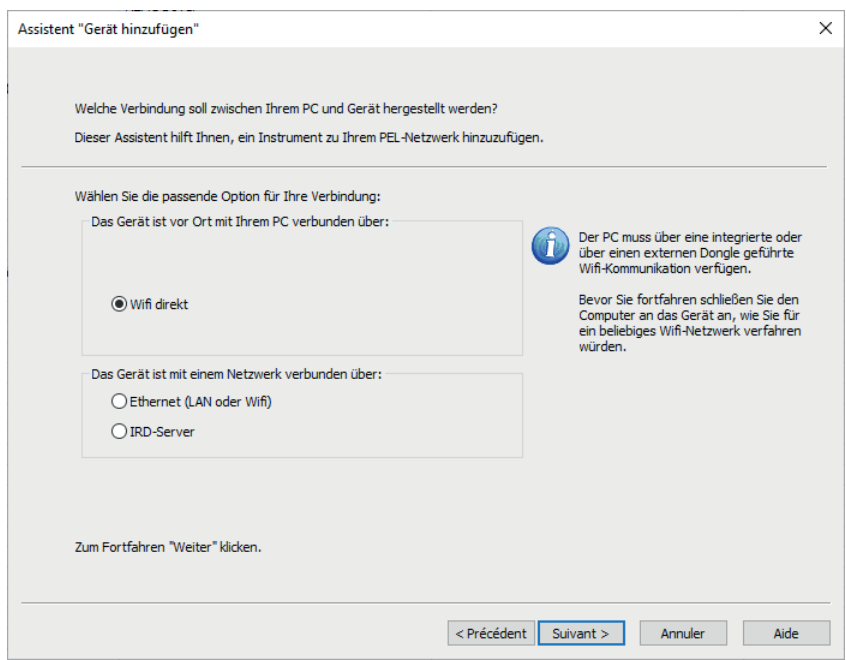 Assistent "Gerät hinzufügen"
Welche Verbindung soll zwischen Ihrem PC und Gerät hergestellt werden?
Dieser Assistent hilft Ihnen, ein Instrument zu Ihrem PEL-Netzwerk hinzuzufügen.
Wählen Sie die passende Option für Ihre Verbindung:
Das Gerät ist vor Ort mit Ihrem PC verbunden über:
Wifi direkt
Der PC muss über eine integrierte oder
über einen externen Dongle geführte
Wifi-Kommunikation verfügen.
Bevor Sie fortfahren schließen Sie den
Computer an das Gerät an, wie Sie für
ein beliebiges Wifi-Netzwerk verfahren
würden.
Das Gerät ist mit einem Netzwerk verbunden über:
Ethernet (LAN oder Wifi)
IRD-Server
Zum Fortfahren "Weiter" klicken.
< Précédent Suivant > Annuler Aide